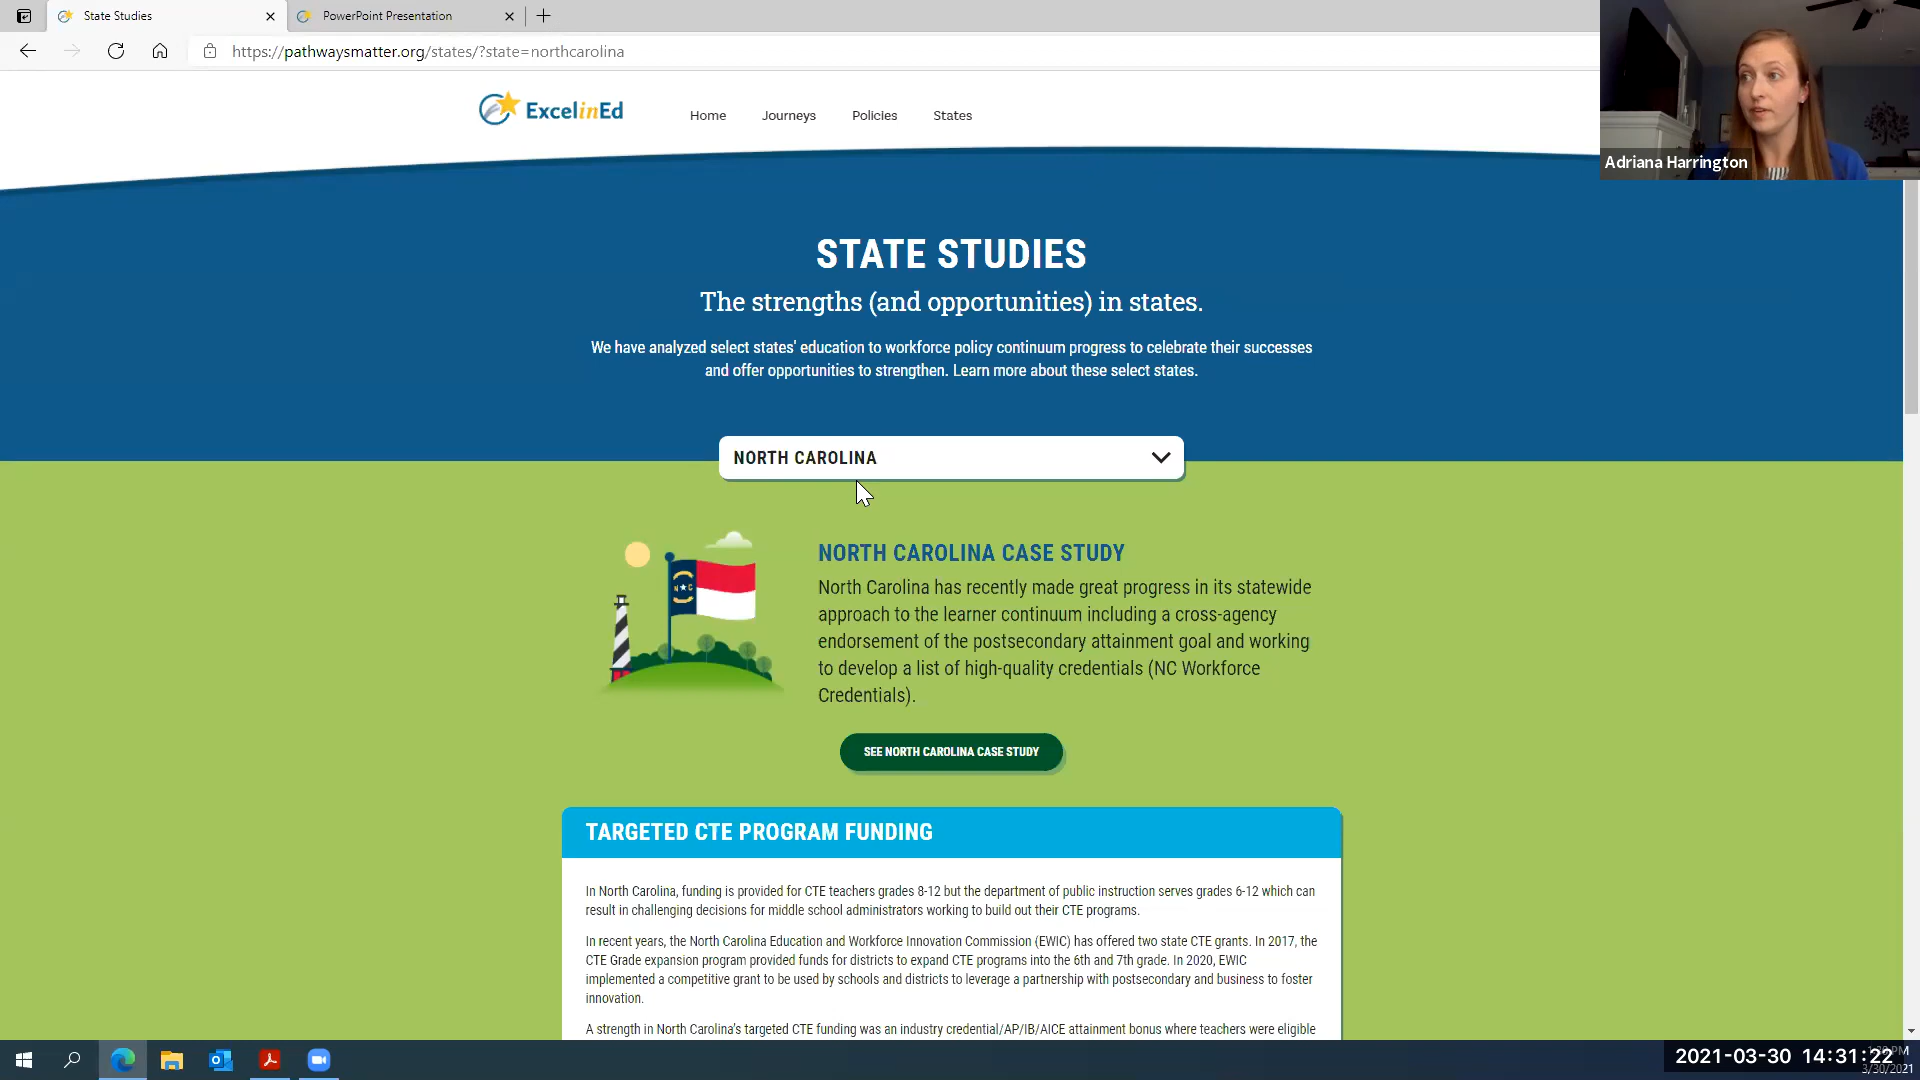 State Studies
PowerPoint Presentation
https://pathwaysmatter.org/states/?state=northcarolina
ExcelinEd
Home
Journeys
Policies
States
Adriana Harrington
STATE STUDIES
The strengths (and opportunities) in states.
We have analyzed select states' education to workforce policy continuum progress to celebrate their successes
and offer opportunities to strengthen. Learn more about these select states.
NORTH CAROLINA
NORTH CAROLINA CASE STUDY
North Carolina has recently made great progress in its statewide
approach to the learner continuum including a cross-agency
endorsement of the postsecondary attainment goal and working
to develop a list of high-quality credentials (NC Workforce
Credentials).
SEE NORTH CAROLINA CASE STUDY
TARGETED CTE PROGRAM FUNDING
In North Carolina, funding is provided for CTE teachers grades 8-12 but the department of public instruction serves grades 6-12 which can
result in challenging decisions for middle school administrators working to build out their CTE programs.
In recent years, the North Carolina Education and Workforce Innovation Commission (EWIC) has offered two state CTE grants. In 2017, the
CTE Grade expansion program provided funds for districts to expand CTE programs into the 6th and 7th grade. In 2020, EWIC
implemented a competitive grant to be used by schools and districts to leverage a partnership with postsecondary and business to foster
innovation.
A strength in North Carolina's targeted CTE funding was an industry credential/AP/IB/AICE attainment bonus where teachers were eligible
2021-03-30 14:31:22
3/30/2021